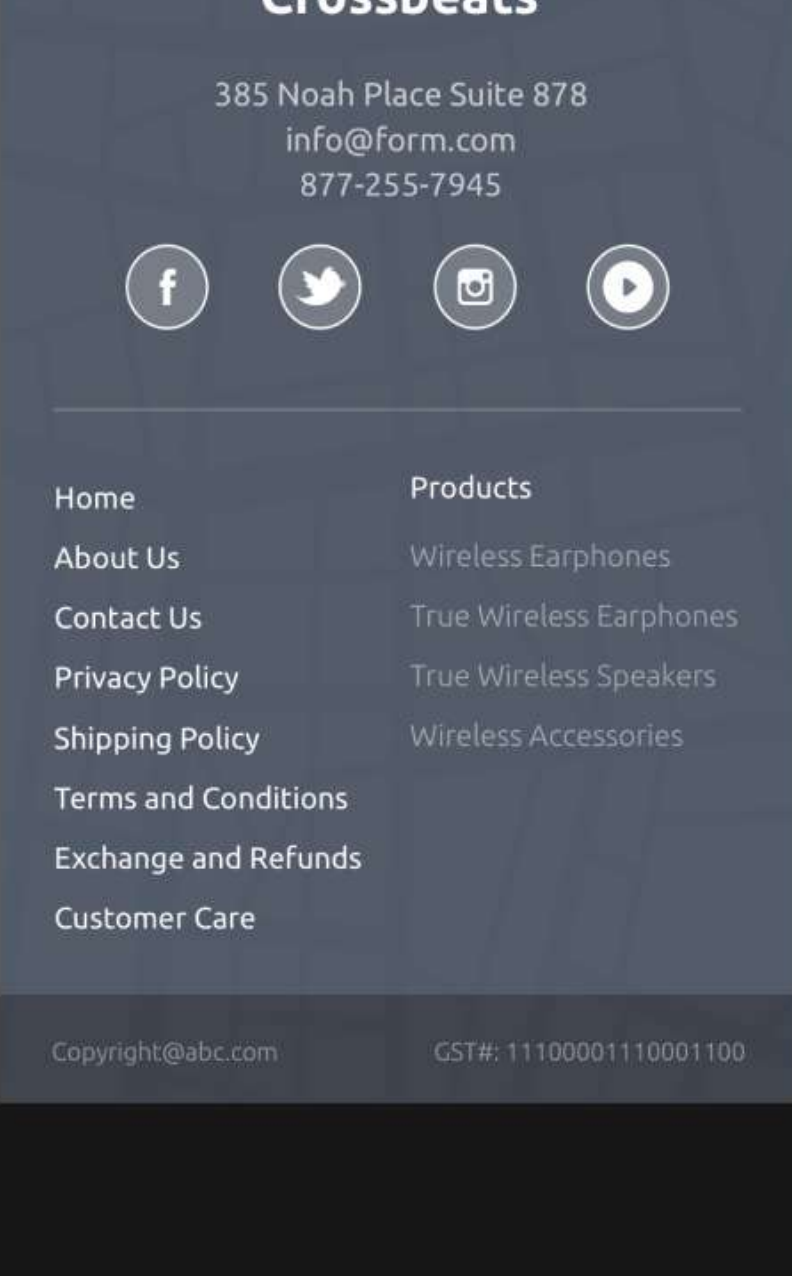 Crossbeats
385 Noah Place Suite 878
info@form.com
877-255-7945
Home
About Us
Contact Us
Privacy Policy
Shipping Policy
Terms and Conditions
Exchange and Refunds
Customer Care
Products
Wireless Earphones
True Wireless Earphones
True Wireless Speakers
Wireless Accessories
Copyright@abc.com
GST#: 11100001110001100